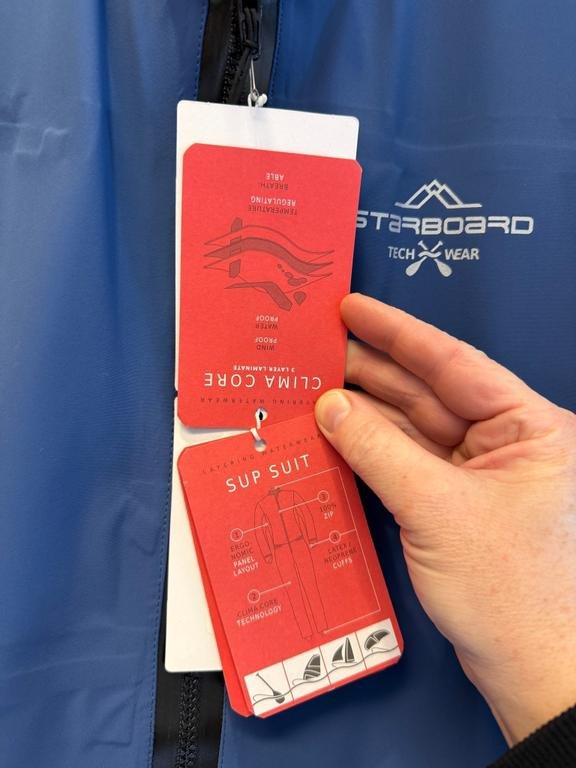 STARBOARD
TECH WEAR
CLIMA CORE
3 LAYER LAMINATE
WIND
PROOF
WATER
PROOF
TEMPERATURE
REGULATING
BREATH-
ABLE
LAYERING WATERWEAR
SUP SUIT
1
ERGO-
NOMIC
PANEL
LAYOUT
2
CLIMA CORE
TECHNOLOGY
3
100%
ZIP
4
LATEX /
NEOPRENE
CUFFS